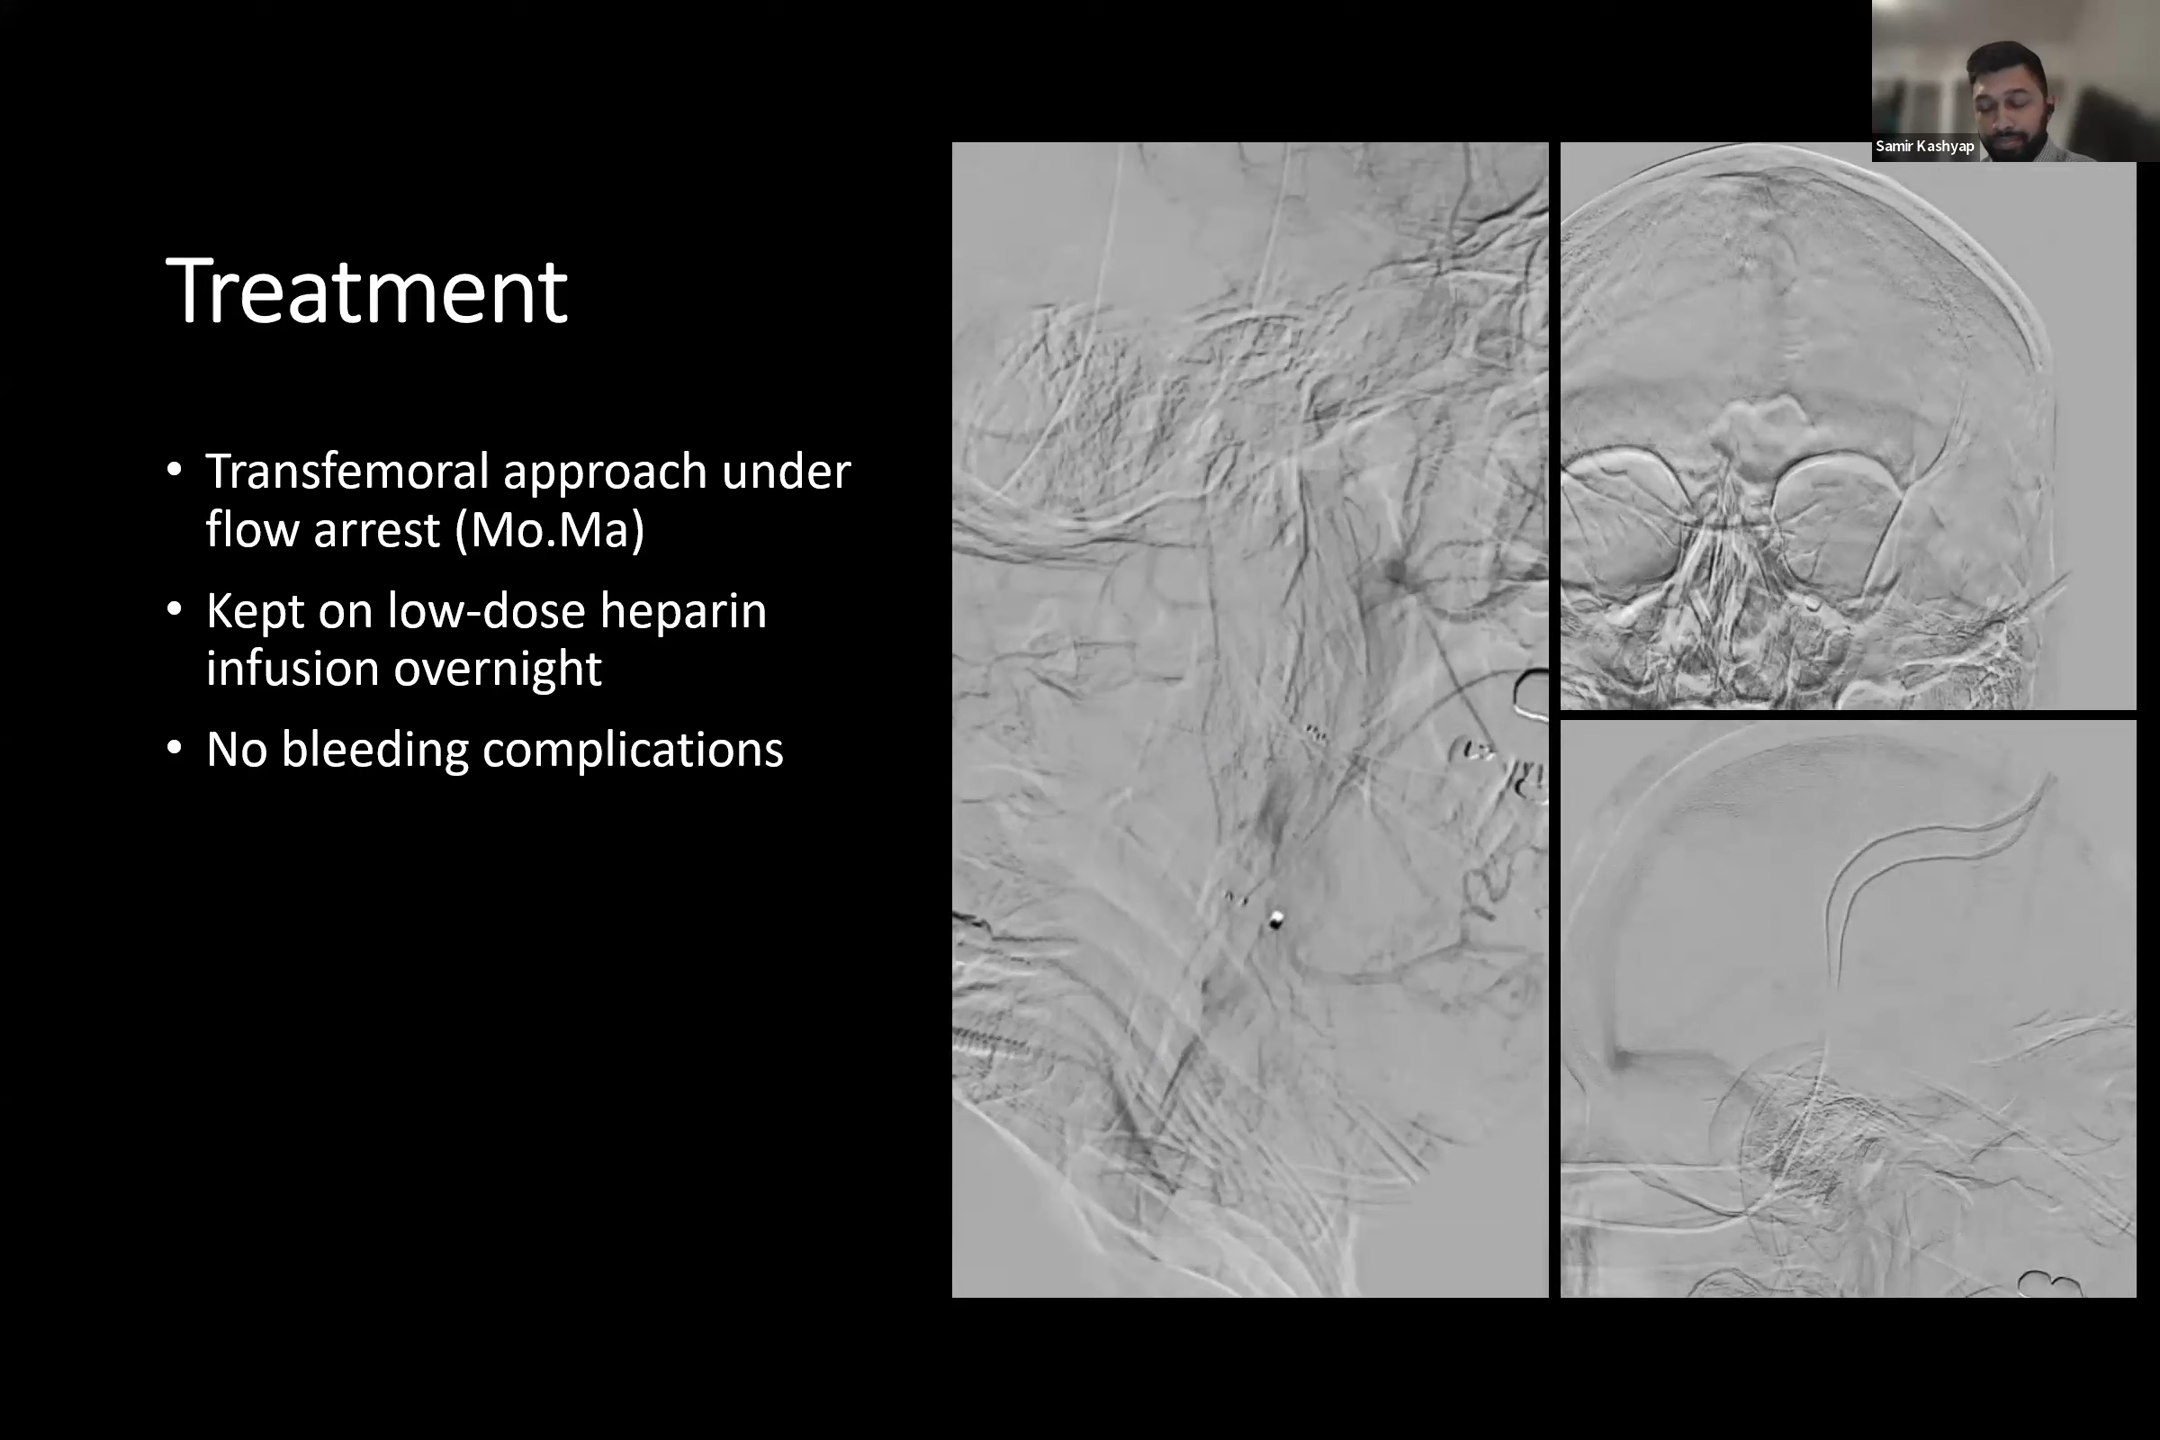 Samir Kashyap
Treatment
• Transfemoral approach under
flow arrest (Mo.Ma)
• Kept on low-dose heparin
infusion overnight
• No bleeding complications